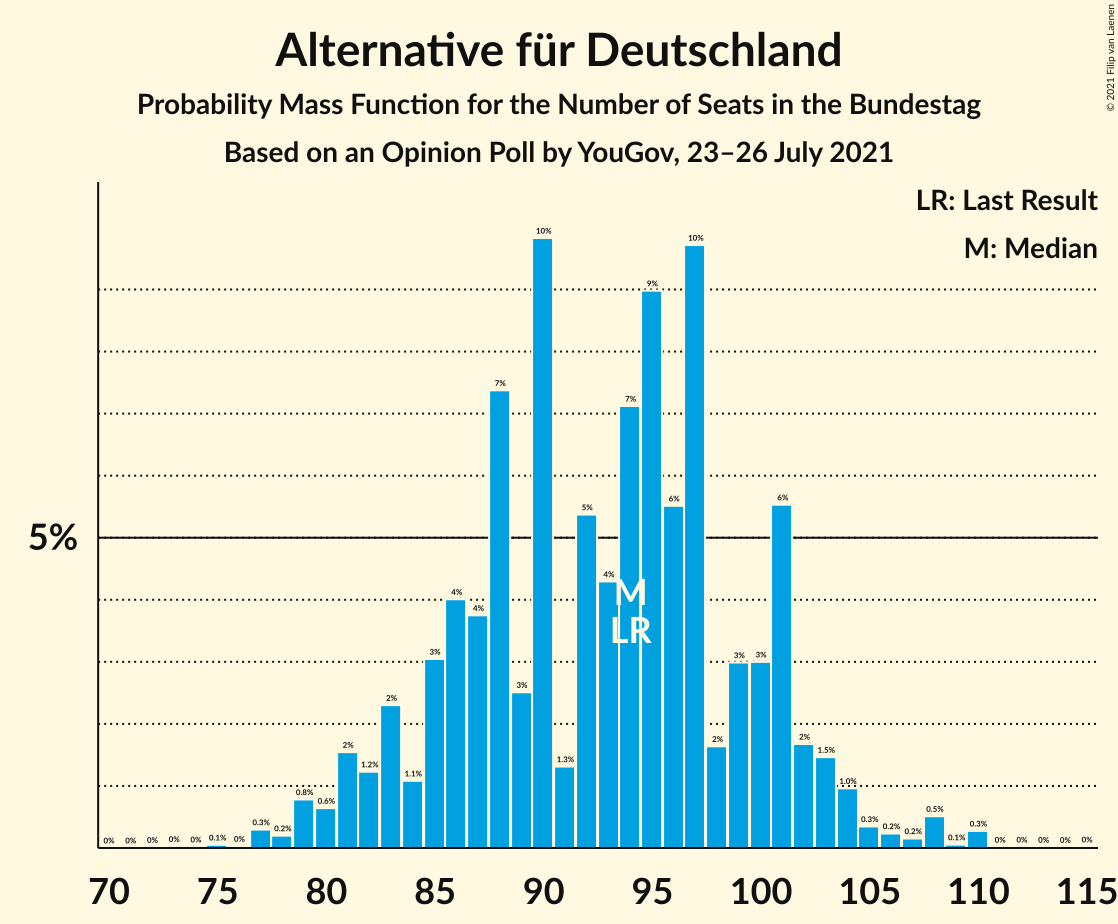 Alternative für Deutschland
Probability Mass Function for the Number of Seats in the Bundestag
Based on an Opinion Poll by YouGov, 23–26 July 2021
© 2021 Filip van Laenen
LR: Last Result
M: Median
5%
0% 0% 0% 0% 0% 0.1% 0% 0.3% 0.2% 0.8% 0.6% 2% 1.2% 2% 1.1% 3% 4% 4% 7% 3% 10% 1.3% 5% 4% 7% 9% 6% 10% 2% 3% 3% 6% 2% 1.5% 1.0% 0.3% 0.2% 0.2% 0.5% 0.1% 0.3% 0% 0% 0% 0% 0%
M
LR
70 75 80 85 90 95 100 105 110 115